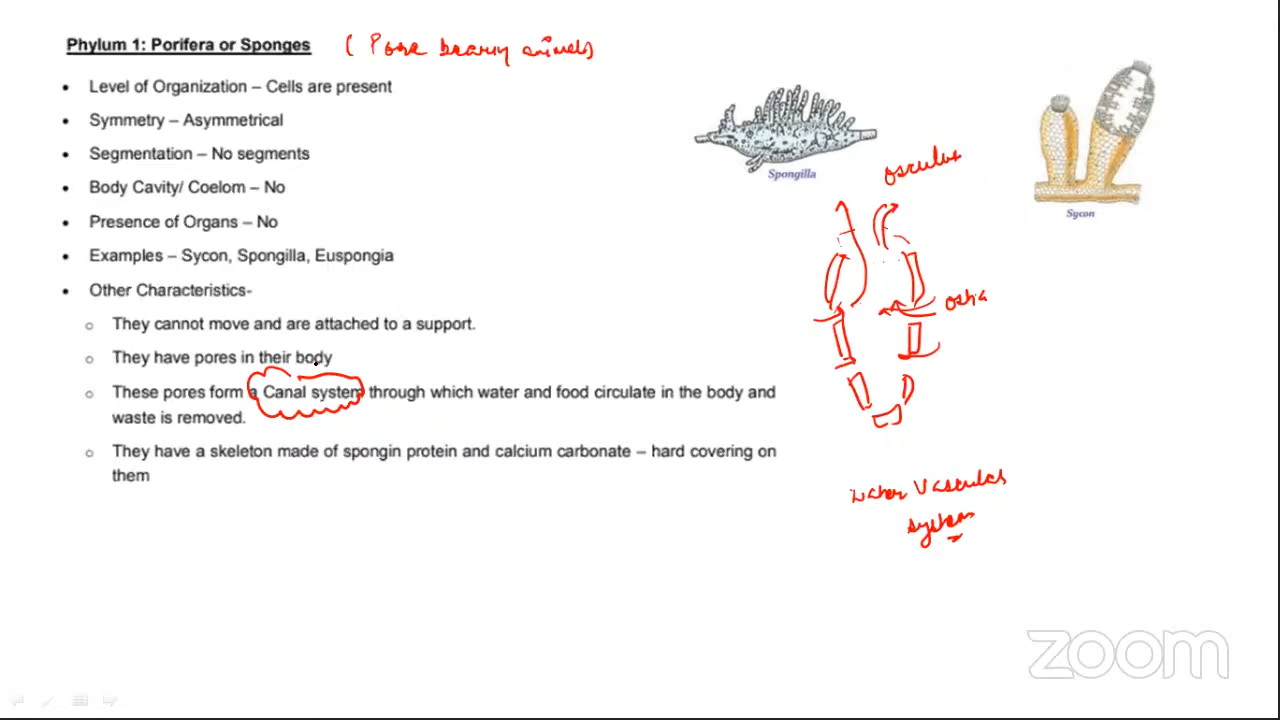 Phylum 1: Porifera or Sponges ( Pore bearing animals
• Level of Organization – Cells are present
• Symmetry – Asymmetrical
• Segmentation – No segments
• Body Cavity/ Coelom – No
• Presence of Organs – No
• Examples – Sycon, Spongilla, Euspongia
• Other Characteristics-
o They cannot move and are attached to a support.
o They have pores in their body
o These pores form a Canal system through which water and food circulate in the body and
waste is removed.
o They have a skeleton made of spongin protein and calcium carbonate – hard covering on
them
Spongilla
Sycon
Osculus
Ostia
Water Vascular
System
zoom